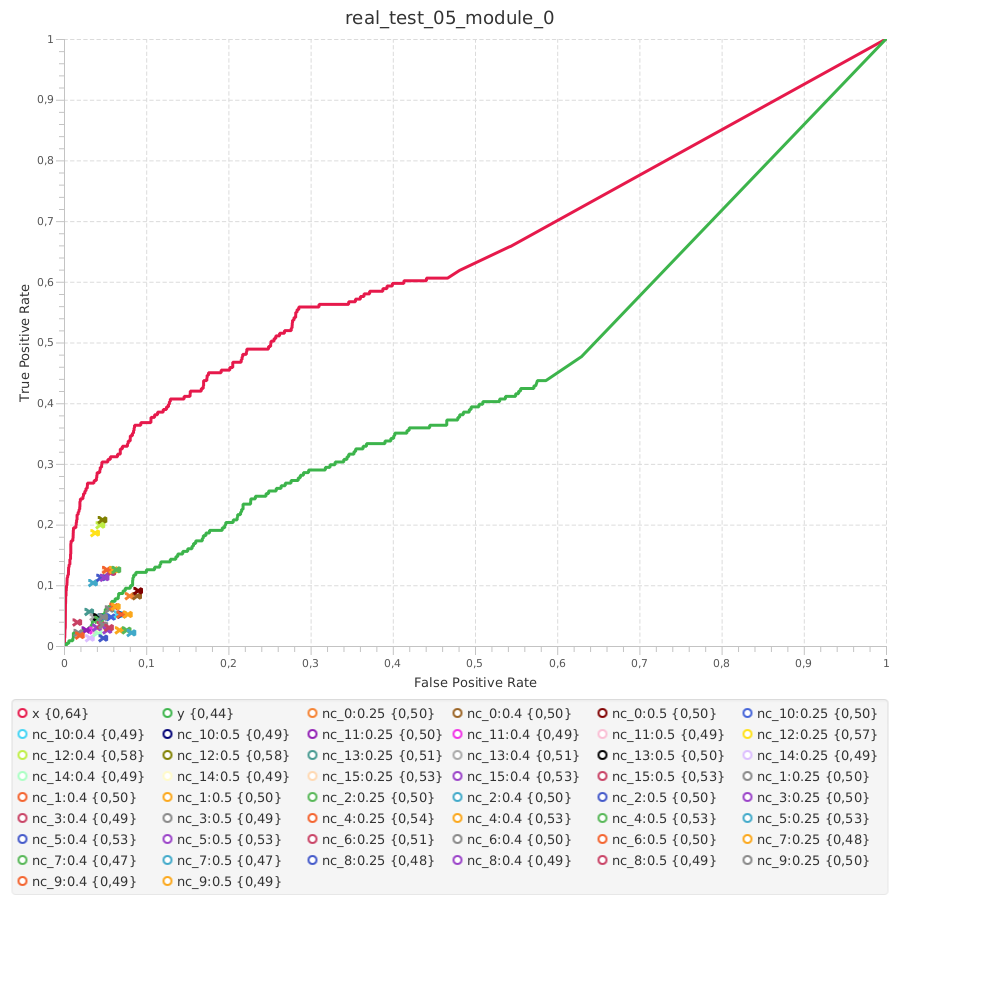 real_test_05_module_0
1
0,9
0,8
0,7
0,6
0,5
0,4
0,3
0,2
0,1
0
True Positive Rate
0 0,1 0,2 0,3 0,4 0,5 0,6 0,7 0,8 0,9 1
False Positive Rate
x {0,64} y {0,44} nc_0:0.25 {0,50} nc_0:0.4 {0,50} nc_0:0.5 {0,50} nc_10:0.25 {0,50}
nc_10:0.4 {0,49} nc_10:0.5 {0,49} nc_11:0.25 {0,50} nc_11:0.4 {0,49} nc_11:0.5 {0,49} nc_12:0.25 {0,57}
nc_12:0.4 {0,58} nc_12:0.5 {0,58} nc_13:0.25 {0,51} nc_13:0.4 {0,51} nc_13:0.5 {0,50} nc_14:0.25 {0,49}
nc_14:0.4 {0,49} nc_14:0.5 {0,49} nc_15:0.25 {0,53} nc_15:0.4 {0,53} nc_15:0.5 {0,53} nc_1:0.25 {0,50}
nc_1:0.4 {0,50} nc_1:0.5 {0,50} nc_2:0.25 {0,50} nc_2:0.4 {0,50} nc_2:0.5 {0,50} nc_3:0.25 {0,50}
nc_3:0.4 {0,49} nc_3:0.5 {0,49} nc_4:0.25 {0,54} nc_4:0.4 {0,53} nc_4:0.5 {0,53} nc_5:0.25 {0,53}
nc_5:0.4 {0,53} nc_5:0.5 {0,53} nc_6:0.25 {0,51} nc_6:0.4 {0,50} nc_6:0.5 {0,50} nc_7:0.25 {0,48}
nc_7:0.4 {0,47} nc_7:0.5 {0,47} nc_8:0.25 {0,48} nc_8:0.4 {0,49} nc_8:0.5 {0,49} nc_9:0.25 {0,50}
nc_9:0.4 {0,49} nc_9:0.5 {0,49}